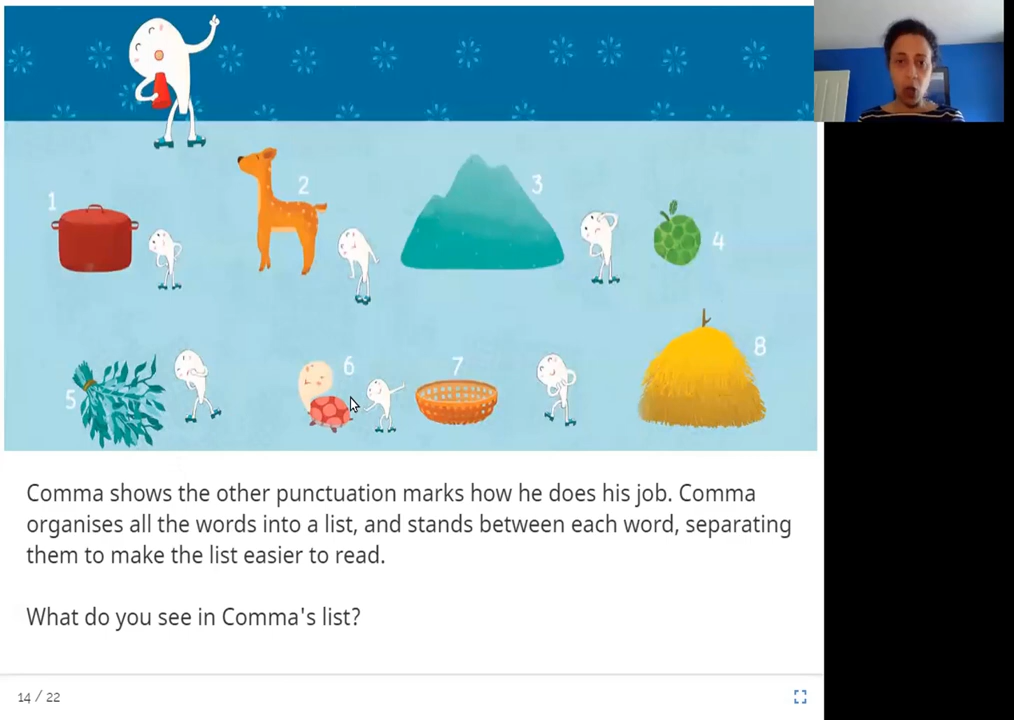 1
2
3
4
5
6
7
8
Comma shows the other punctuation marks how he does his job. Comma
organises all the words into a list, and stands between each word, separating
them to make the list easier to read.
What do you see in Comma's list?
14 / 22